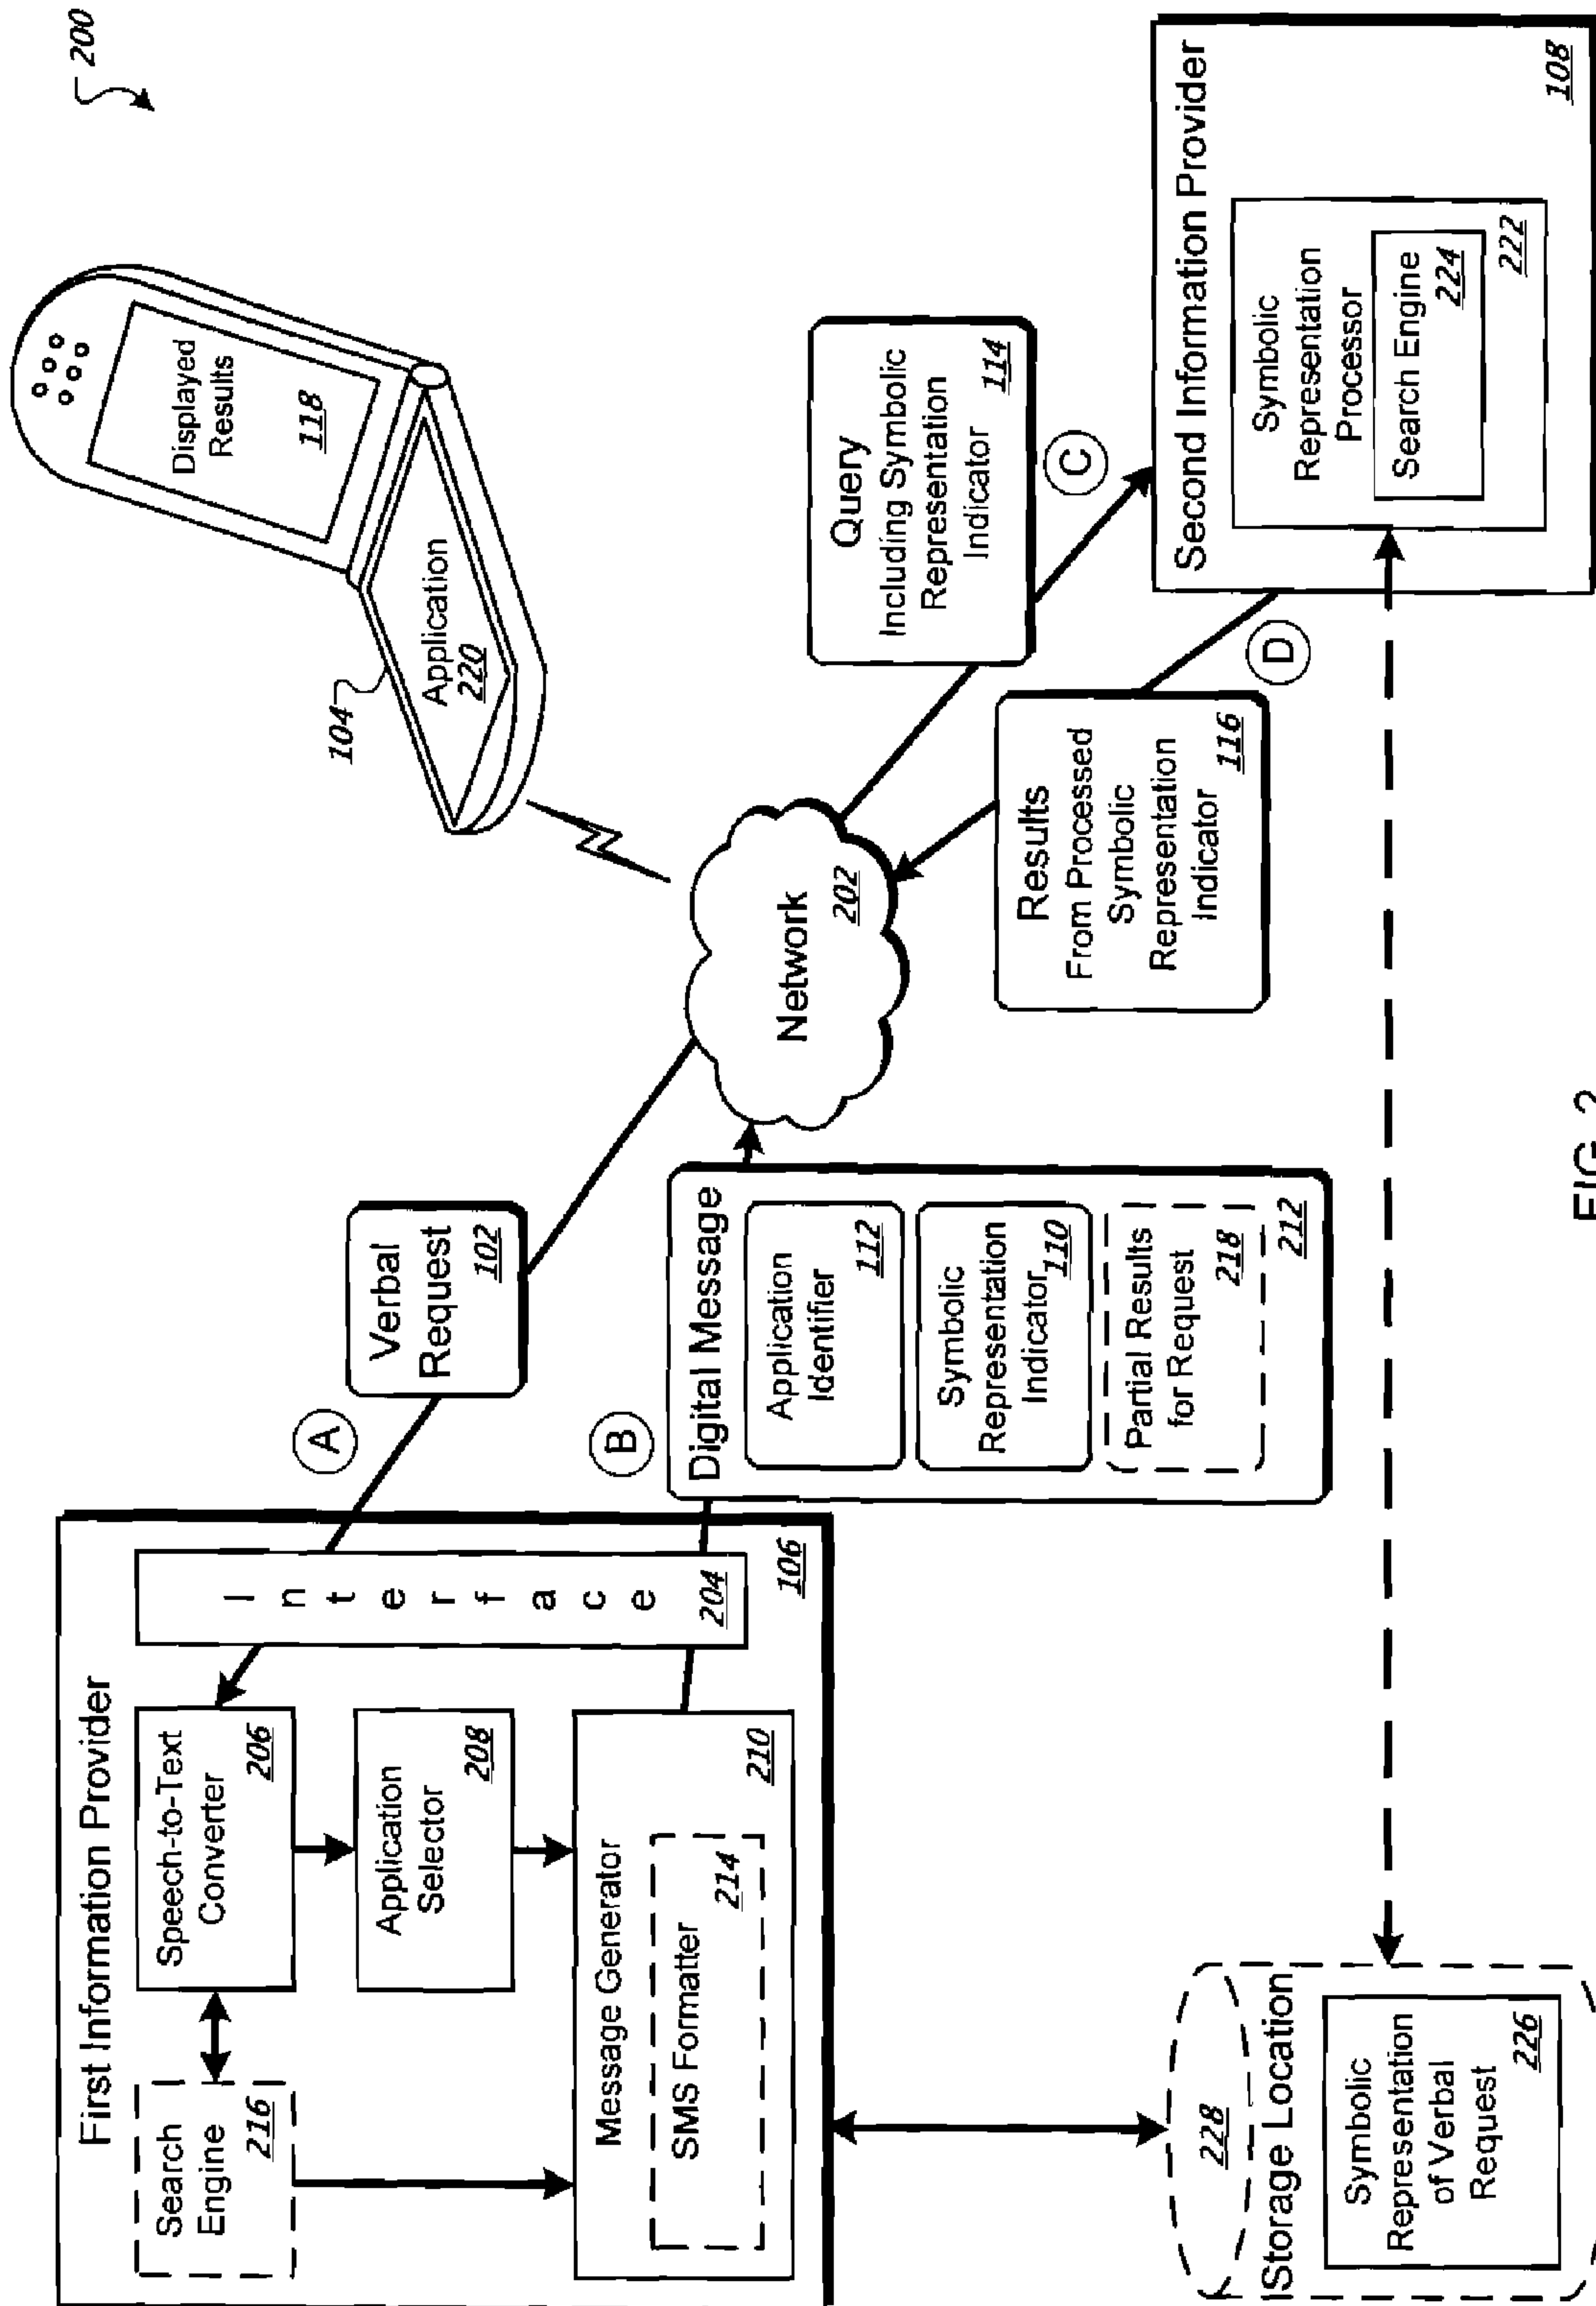 200
First Information Provider
Search
Engine
216
Speech-to-Text
Converter
206
Application
Selector
208
Message Generator
SMS Formatter
214
210
Interface
204
106
A
Verbal
Request
102
B
Digital Message
Application
Identifier
112
Symbolic
Representation
Indicator
110
Partial Results
for Request
218
212
Network
202
104
Application
220
Displayed
Results
118
Query
Including Symbolic
Representation
Indicator
114
C
Results
From Processed
Symbolic
Representation
Indicator
116
D
Second Information Provider
Symbolic
Representation
Processor
Search Engine
224
222
108
228
Storage Location
Symbolic
Representation
of Verbal
Request
226
FIG. 2